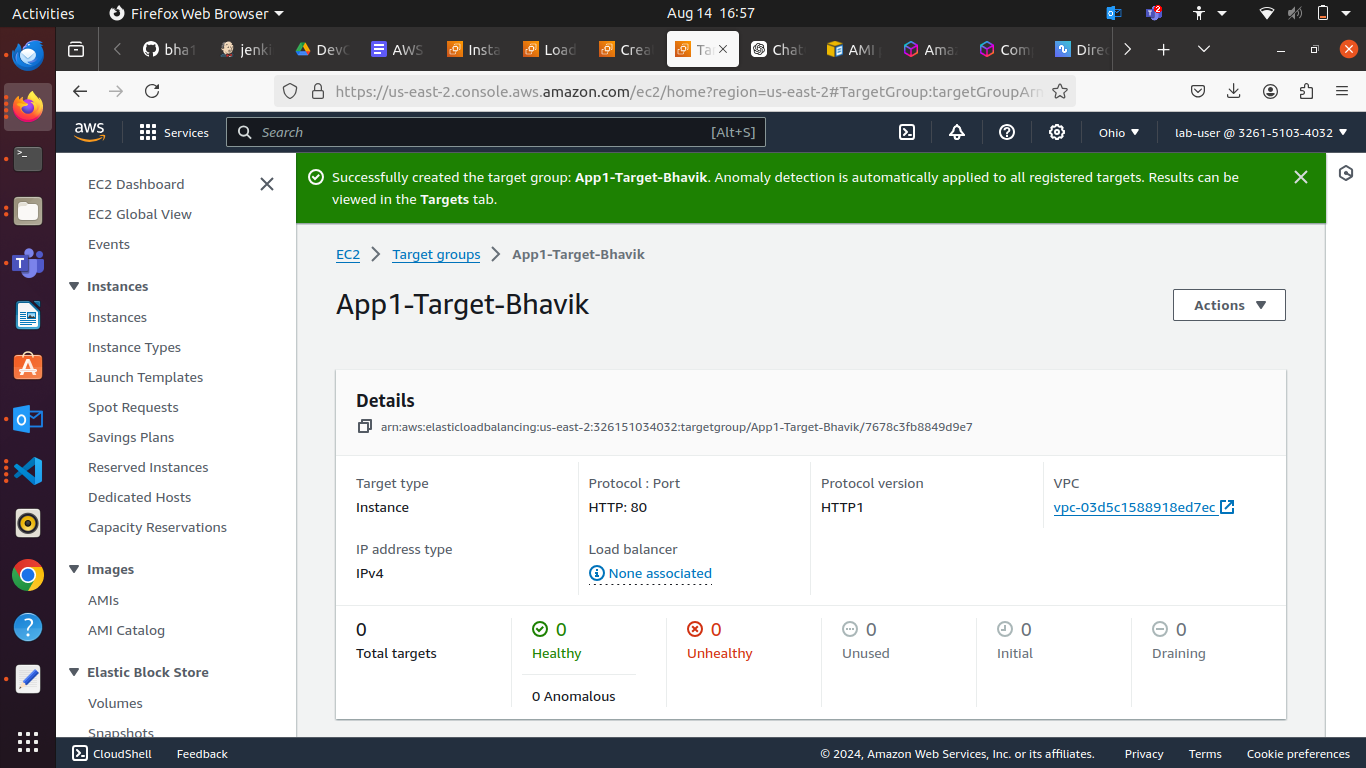 Activities
Firefox Web Browser
Aug 14 16:57
2
bha1
jenki
DevO
AWS
Insta
Load
Crea
Ta
Chat
AMI
Amaz
Com
Direc
https://us-east-2.console.aws.amazon.com/ec2/home?region=us-east-2#TargetGroup:targetGroupArn
aws
Services
Search
[Alt+S]
Ohio
lab-user @ 3261-5103-4032
EC2 Dashboard
EC2 Global View
Events
Instances
Instances
Instance Types
Launch Templates
Spot Requests
Savings Plans
Reserved Instances
Dedicated Hosts
Capacity Reservations
Images
AMIs
AMI Catalog
Elastic Block Store
Volumes
Snapshots
Successfully created the target group: App1-Target-Bhavik. Anomaly detection is automatically applied to all registered targets. Results can be
viewed in the Targets tab.
EC2 > Target groups > App1-Target-Bhavik
App1-Target-Bhavik
Actions
Details
arn:aws:elasticloadbalancing:us-east-2:326151034032:targetgroup/App1-Target-Bhavik/7678c3fb8849d9e7
Target type
Instance
Protocol : Port
HTTP: 80
Protocol version
HTTP1
VPC
vpc-03d5c1588918ed7ec
IP address type
IPv4
Load balancer
None associated
0
Total targets
0
Healthy
0 Anomalous
0
Unhealthy
0
Unused
0
Initial
0
Draining
CloudShell
Feedback
© 2024, Amazon Web Services, Inc. or its affiliates.
Privacy
Terms
Cookie preferences